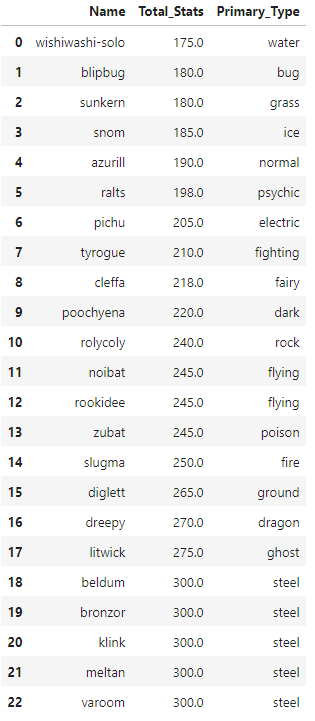 Name Total_Stats Primary_Type
0 wishiwashi-solo 175.0 water
1 blipbug 180.0 bug
2 sunkern 180.0 grass
3 snom 185.0 ice
4 azurill 190.0 normal
5 ralts 198.0 psychic
6 pichu 205.0 electric
7 tyrogue 210.0 fighting
8 cleffa 218.0 fairy
9 poochyena 220.0 dark
10 rolycoly 240.0 rock
11 noibat 245.0 flying
12 rookidee 245.0 flying
13 zubat 245.0 poison
14 slugma 250.0 fire
15 diglett 265.0 ground
16 dreepy 270.0 dragon
17 litwick 275.0 ghost
18 beldum 300.0 steel
19 bronzor 300.0 steel
20 klink 300.0 steel
21 meltan 300.0 steel
22 varoom 300.0 steel